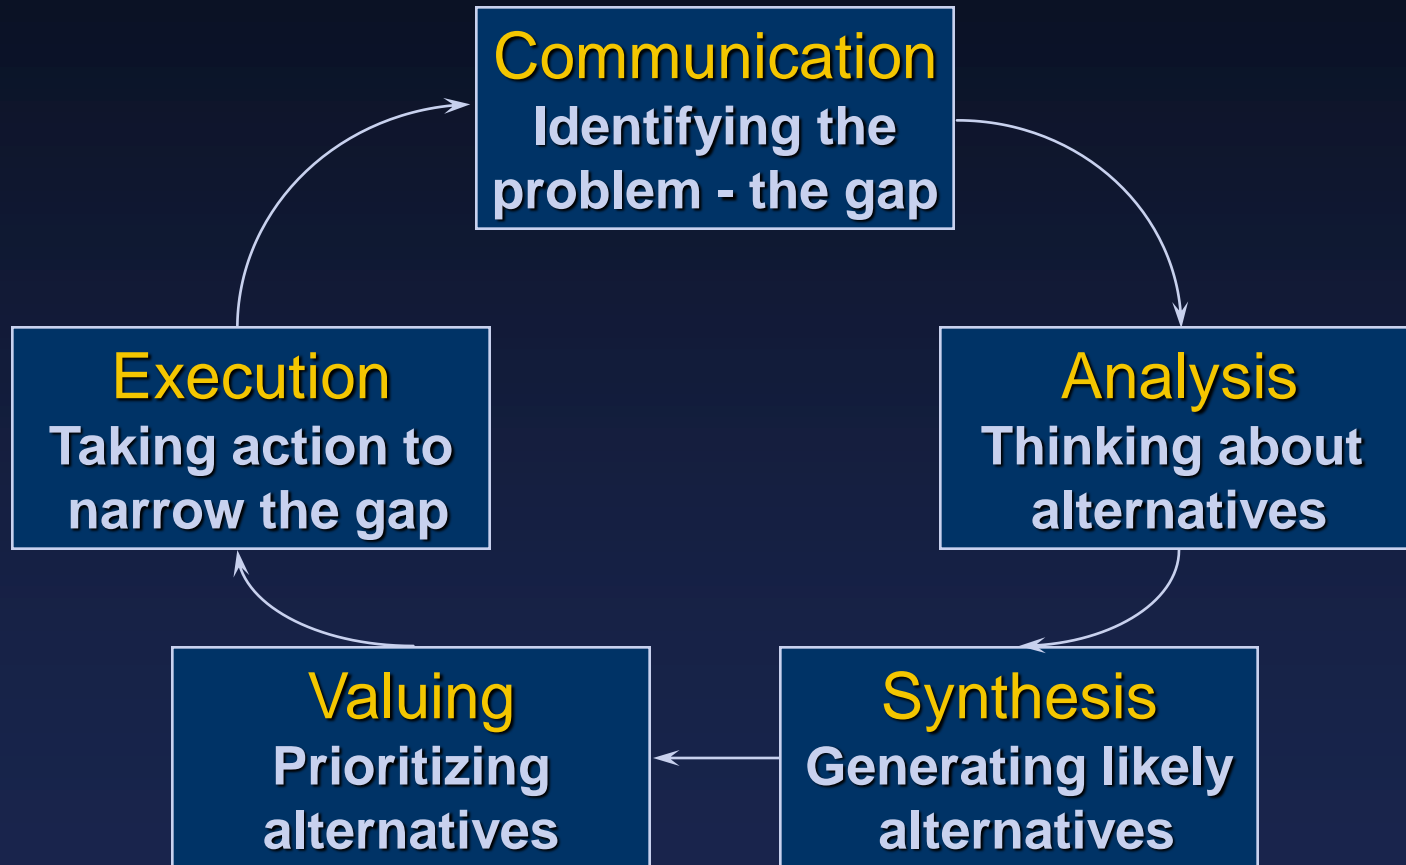 Communication
Identifying the
problem - the gap
Analysis
Thinking about
alternatives
Synthesis
Generating likely
alternatives
Valuing
Prioritizing
alternatives
Execution
Taking action to
narrow the gap